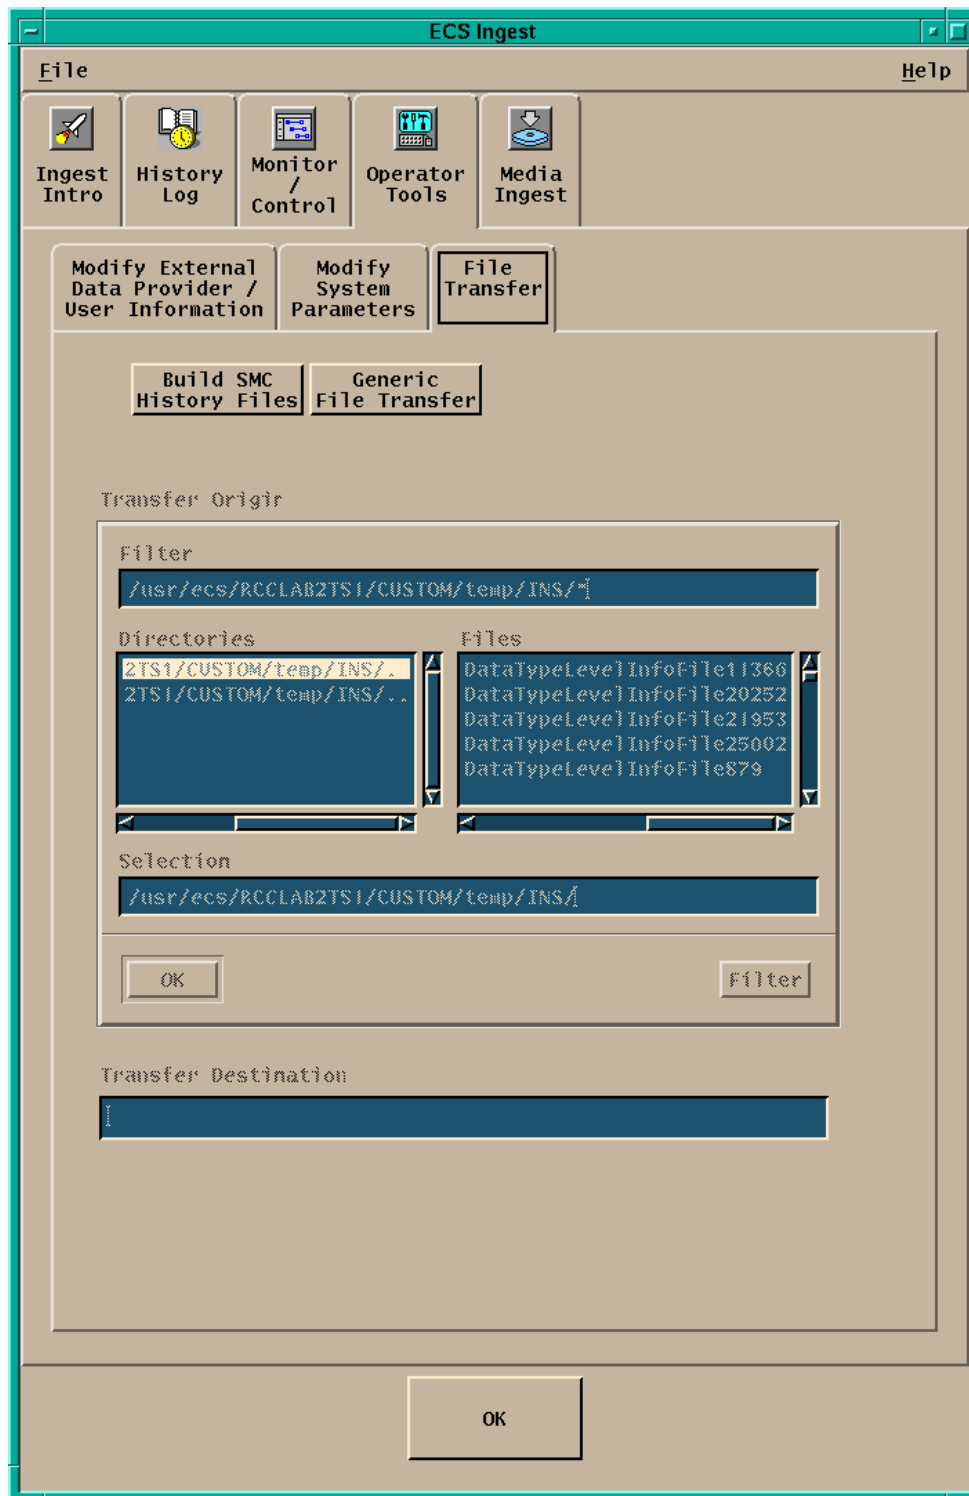 ECS Ingest
File
Help
Ingest
Intro
History
Log
Monitor
/
Control
Operator
Tools
Media
Ingest
Modify External
Data Provider /
User Information
Modify
System
Parameters
File
Transfer
Build SMC
History Files
Generic
File Transfer
Transfer Origir
Filter
/usr/ecs/RCCLAB2TS1/CUSTOM/temp/INS/*
Directories
2TS1/CUSTOM/temp/INS/.
2TS1/CUSTOM/temp/INS/..
Files
DataTypeLevelInfoFile11366
DataTypeLevelInfoFile20252
DataTypeLevelInfoFile21953
DataTypeLevelInfoFile25002
DataTypeLevelInfoFile879
Selection
/usr/ecs/RCCLAB2TS1/CUSTOM/temp/INS/
OK
Filter
Transfer Destination
OK